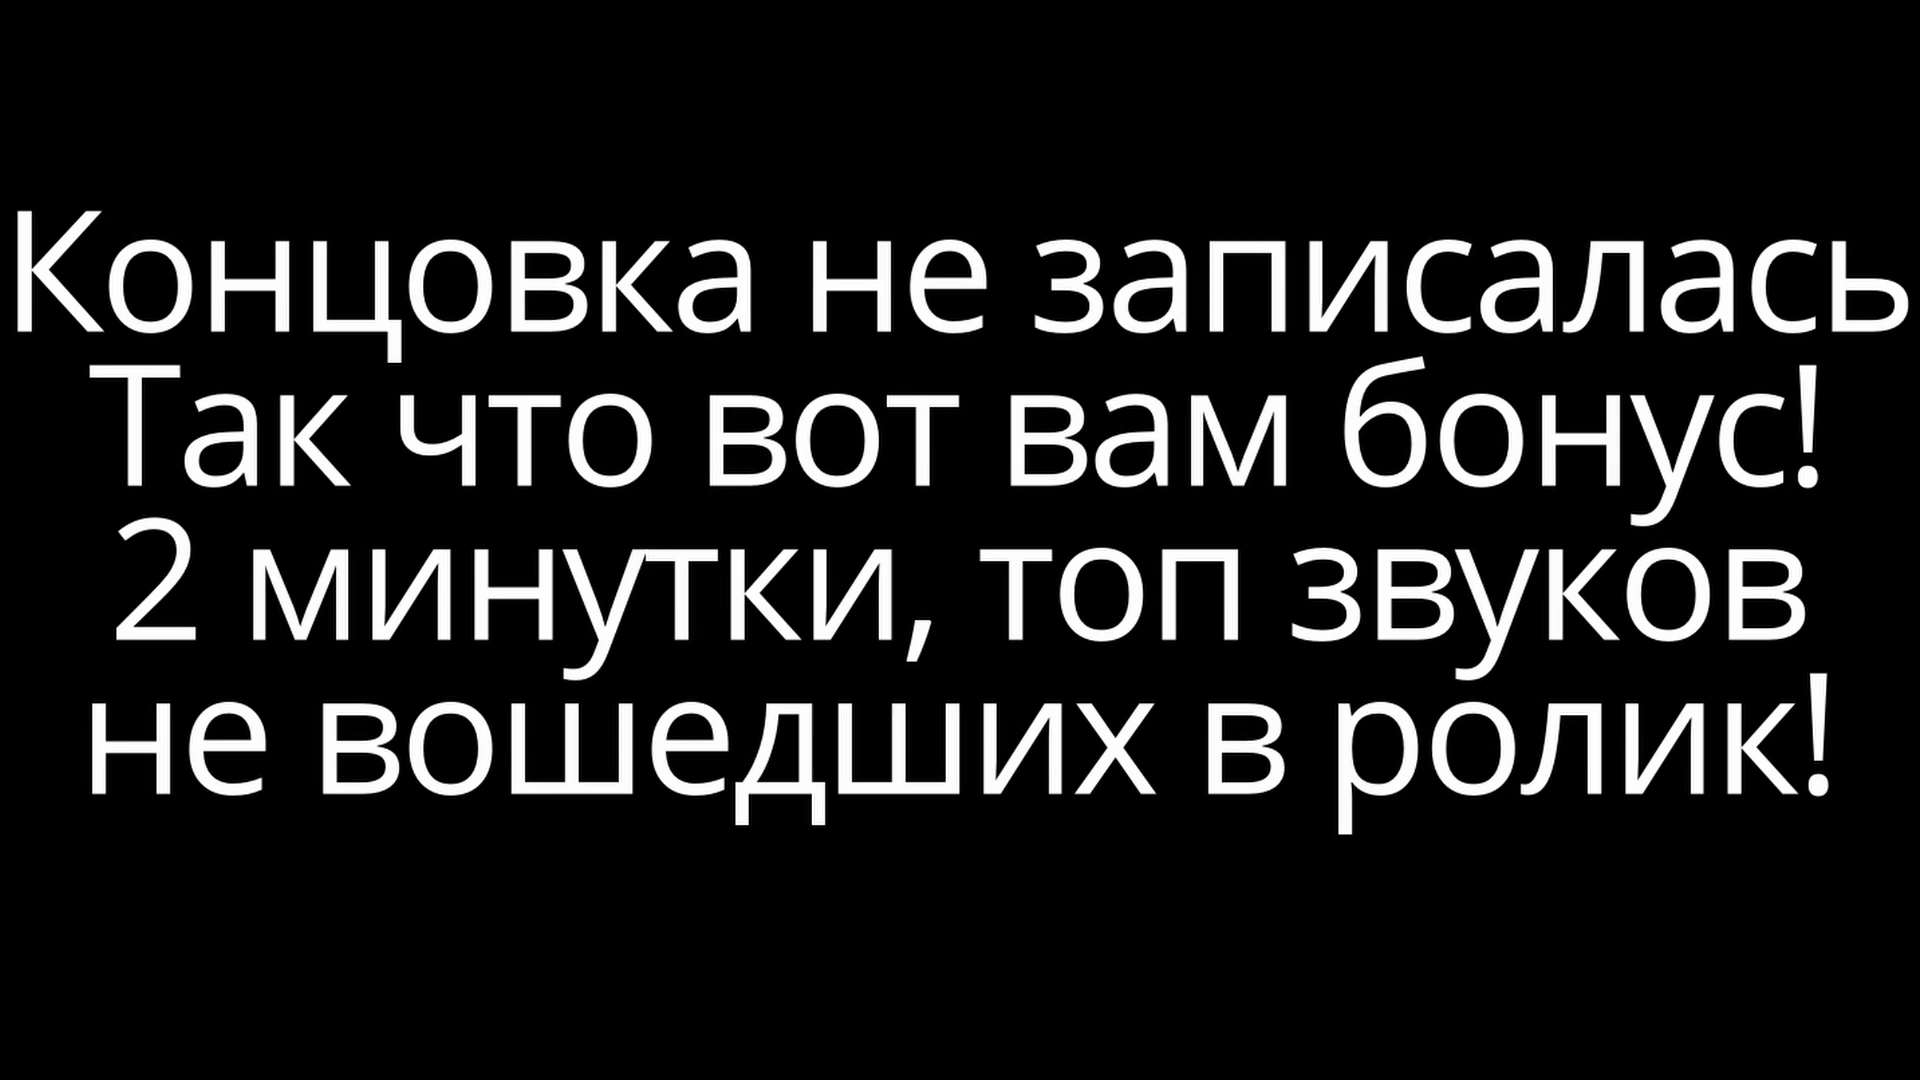 Концовка не записалась
Так что вот вам бонус!
2 минутки, топ звуков
не вошедших в ролик!